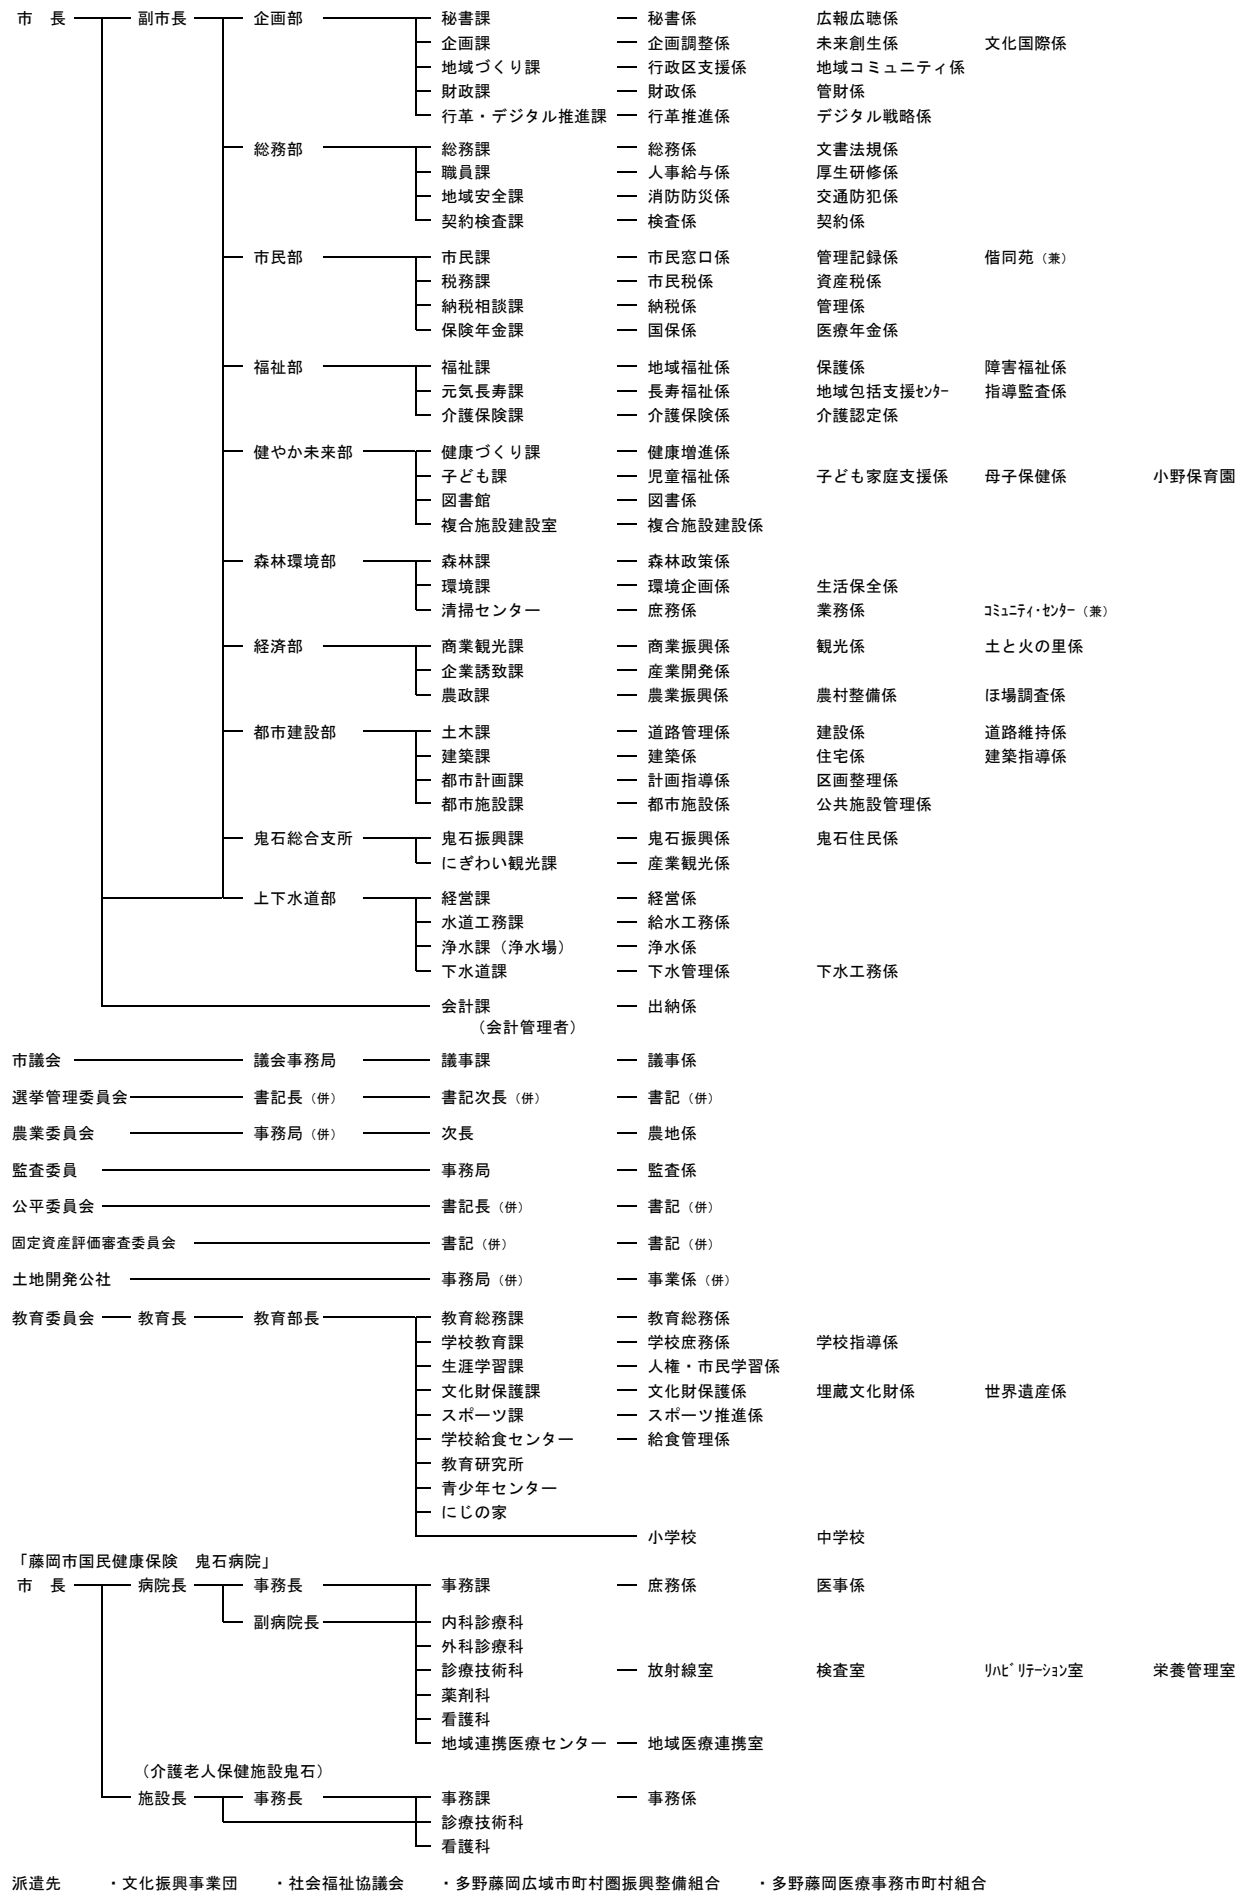 市　長 副市長 企画部 秘書課 秘書係 広報広聴係
企画課 企画調整係 未来創生係 文化国際係
地域づくり課 行政区支援係 地域コミュニティ係
財政課 財政係 管財係
行革・デジタル推進課 行革推進係 デジタル戦略係
総務部 総務課 総務係 文書法規係
職員課 人事給与係 厚生研修係
地域安全課 消防防災係 交通防犯係
契約検査課 検査係 契約係
市民部 市民課 市民窓口係 管理記録係 偕同苑（兼）
税務課 市民税係 資産税係
納税相談課 納税係 管理係
保険年金課 国保係 医療年金係
福祉部 福祉課 地域福祉係 保護係 障害福祉係
元気長寿課 長寿福祉係 地域包括支援ｾﾝﾀｰ 指導監査係
介護保険課 介護保険係 介護認定係
健やか未来部 健康づくり課 健康増進係
子ども課 児童福祉係 子ども家庭支援係 母子保健係 小野保育園
図書館 図書係
複合施設建設室 複合施設建設係
森林環境部 森林課 森林政策係
環境課 環境企画係 生活保全係
清掃センター 庶務係 業務係 ｺﾐｭﾆﾃｨ･ｾﾝﾀｰ（兼）
経済部 商業観光課 商業振興係 観光係 土と火の里係
企業誘致課 産業開発係
農政課 農業振興係 農村整備係 ほ場調査係
都市建設部 土木課 道路管理係 建設係 道路維持係
建築課 建築係 住宅係 建築指導係
都市計画課 計画指導係 区画整理係
都市施設課 都市施設係 公共施設管理係
鬼石総合支所 鬼石振興課 鬼石振興係 鬼石住民係
にぎわい観光課 産業観光係
上下水道部 経営課 経営係
水道工務課 給水工務係
浄水課（浄水場） 浄水係
下水道課 下水管理係 下水工務係
会計課 出納係
（会計管理者）
市議会 議会事務局 議事課 議事係
選挙管理委員会 書記長（併） 書記次長（併） 書記（併）
農業委員会 事務局（併） 次長 農地係
監査委員 事務局 監査係
公平委員会 書記長（併） 書記（併）
固定資産評価審査委員会 書記（併） 書記（併）
土地開発公社 事務局（併） 事業係（併）
教育委員会 教育長 教育部長 教育総務課 教育総務係
学校教育課 学校庶務係 学校指導係
生涯学習課 人権・市民学習係
文化財保護課 文化財保護係 埋蔵文化財係 世界遺産係
スポーツ課 スポーツ推進係
学校給食センター 給食管理係
教育研究所
青少年センター
にじの家
小学校 中学校
「藤岡市国民健康保険　鬼石病院」
市　長 病院長 事務長 事務課 庶務係 医事係
副病院長 内科診療科
外科診療科
診療技術科 放射線室 検査室 ﾘﾊﾋﾞﾘﾃｰｼｮﾝ室 栄養管理室
薬剤科
看護科
地域連携医療センター 地域医療連携室
（介護老人保健施設鬼石）
施設長 事務長 事務課 事務係
診療技術科
看護科
派遣先 ・文化振興事業団 ・社会福祉協議会 ・多野藤岡広域市町村圏振興整備組合 ・多野藤岡医療事務市町村組合